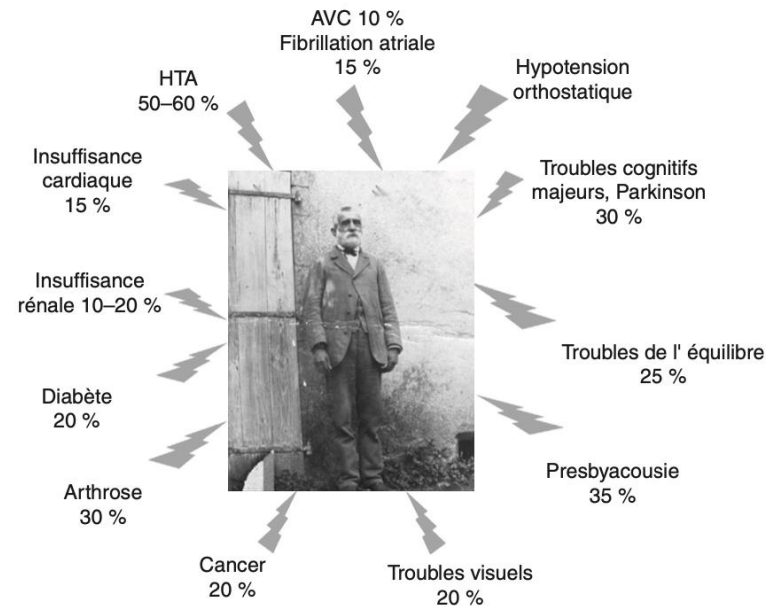 AVC 10 %
Fibrillation atriale
15 %
HTA
50–60 %
Hypotension
orthostatique
Insuffisance
cardiaque
15 %
Troubles cognitifs
majeurs, Parkinson
30 %
Insuffisance
rénale 10–20 %
Troubles de l' équilibre
25 %
Diabète
20 %
Presbyacousie
35 %
Arthrose
30 %
Cancer
20 %
Troubles visuels
20 %